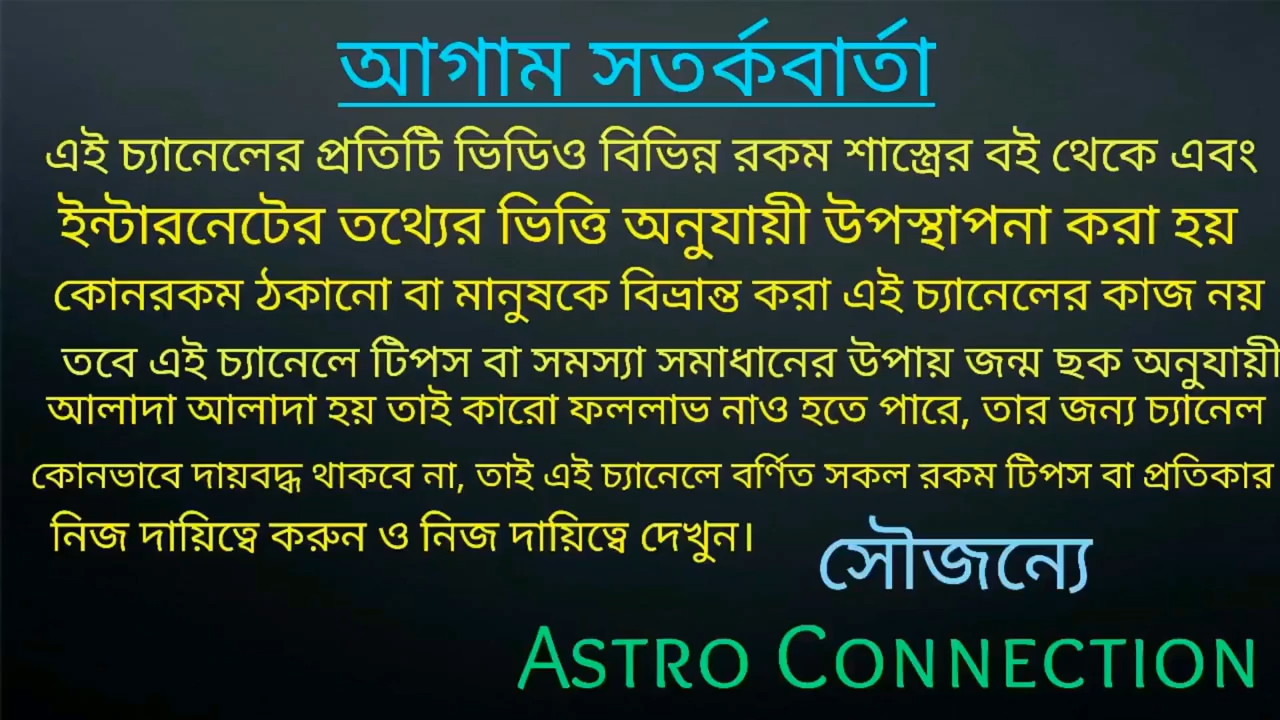 আগাম সতর্কবার্তা
এই চ্যানেলের প্রতিটি ভিডিও বিভিন্ন রকম শাস্ত্রের বই থেকে এবং
ইন্টারনেটের তথ্যের ভিত্তি অনুযায়ী উপস্থাপনা করা হয়
কোনরকম ঠকানো বা মানুষকে বিভ্রান্ত করা এই চ্যানেলের কাজ নয়
তবে এই চ্যানেলে টিপস বা সমস্যা সমাধানের উপায় জন্ম ছক অনুযায়ী
আলাদা আলাদা হয় তাই কারো ফললাভ নাও হতে পারে, তার জন্য চ্যানেল
কোনভাবে দায়বদ্ধ থাকবে না, তাই এই চ্যানেলে বর্ণিত সকল রকম টিপস বা প্রতিকার
নিজ দায়িত্বে করুন ও নিজ দায়িত্বে দেখুন।
সৌজন্যে
ASTRO CONNECTION